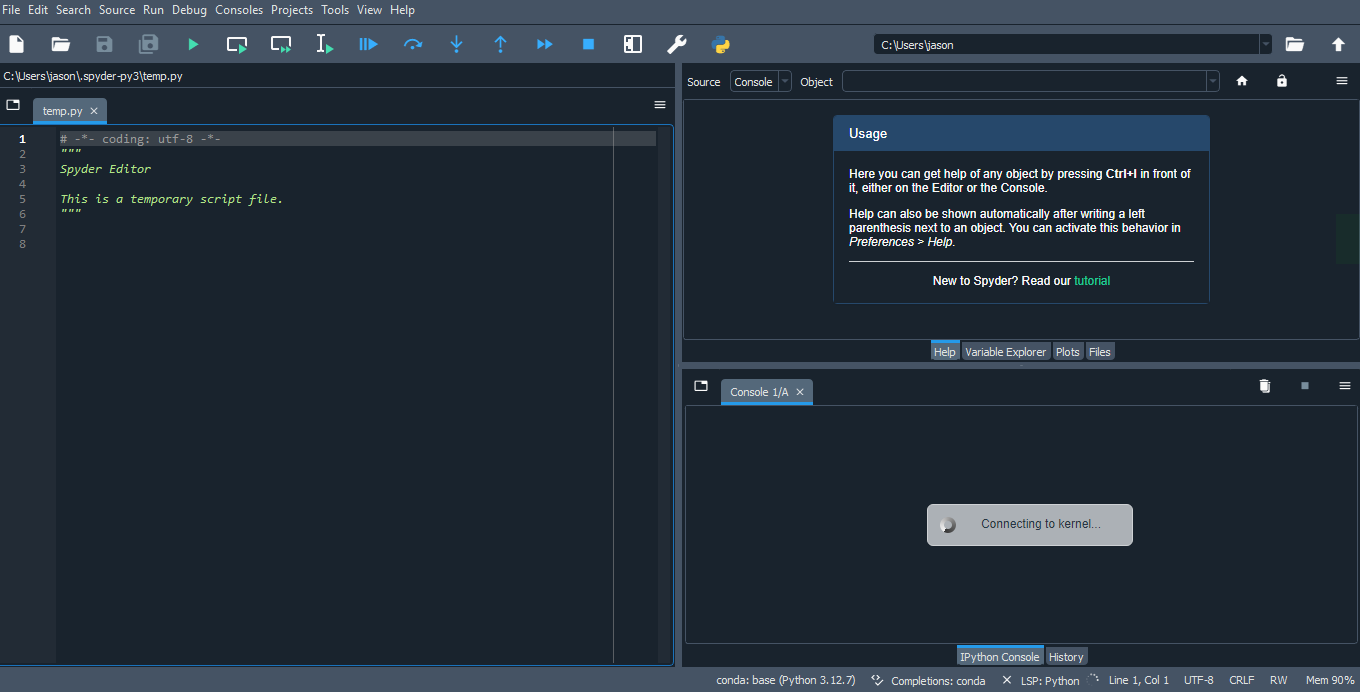 File Edit Search Source Run Debug Consoles Projects Tools View Help
C:\Users\jason
C:\Users\jason\.spyder-py3\temp.py
temp.py
1 # -*- coding: utf-8 -*-
2 """
3 Spyder Editor
4
5 This is a temporary script file.
6 """
7
8
Source Console Object
Usage
Here you can get help of any object by pressing Ctrl+I in front of
it, either on the Editor or the Console.
Help can also be shown automatically after writing a left
parenthesis next to an object. You can activate this behavior in
Preferences > Help.
New to Spyder? Read our tutorial
Help Variable Explorer Plots Files
Console 1/A
Connecting to kernel...
IPython Console History
conda: base (Python 3.12.7) Completions: conda LSP: Python Line 1, Col 1 UTF-8 CRLF RW Mem 90%